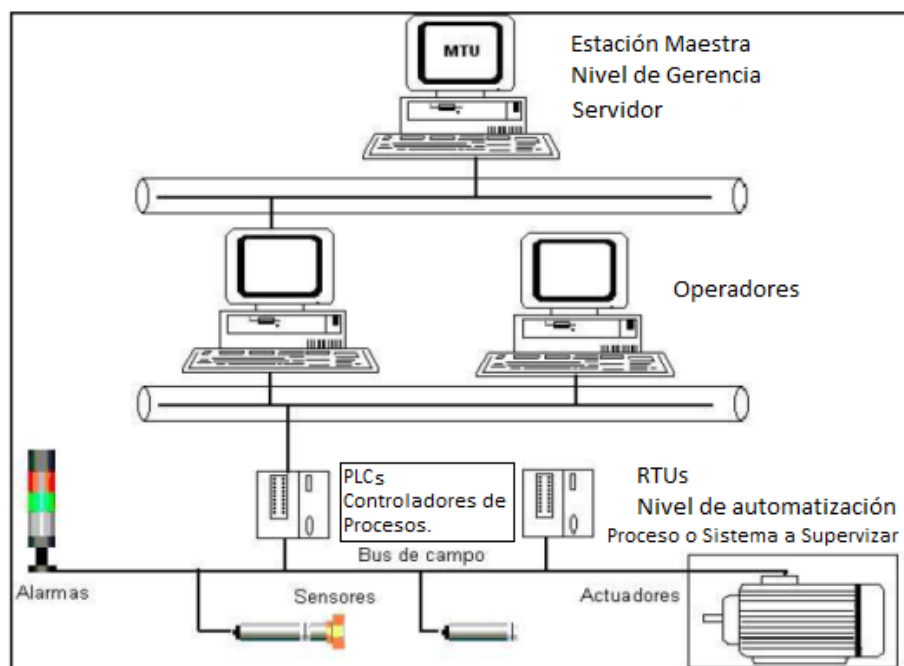 MTU
Estación Maestra
Nivel de Gerencia
Servidor
Operadores
PLCs
Controladores de
Procesos.
RTUs
Nivel de automatización
Proceso o Sistema a Supervizar
Bus de campo
Alarmas
Sensores
Actuadores